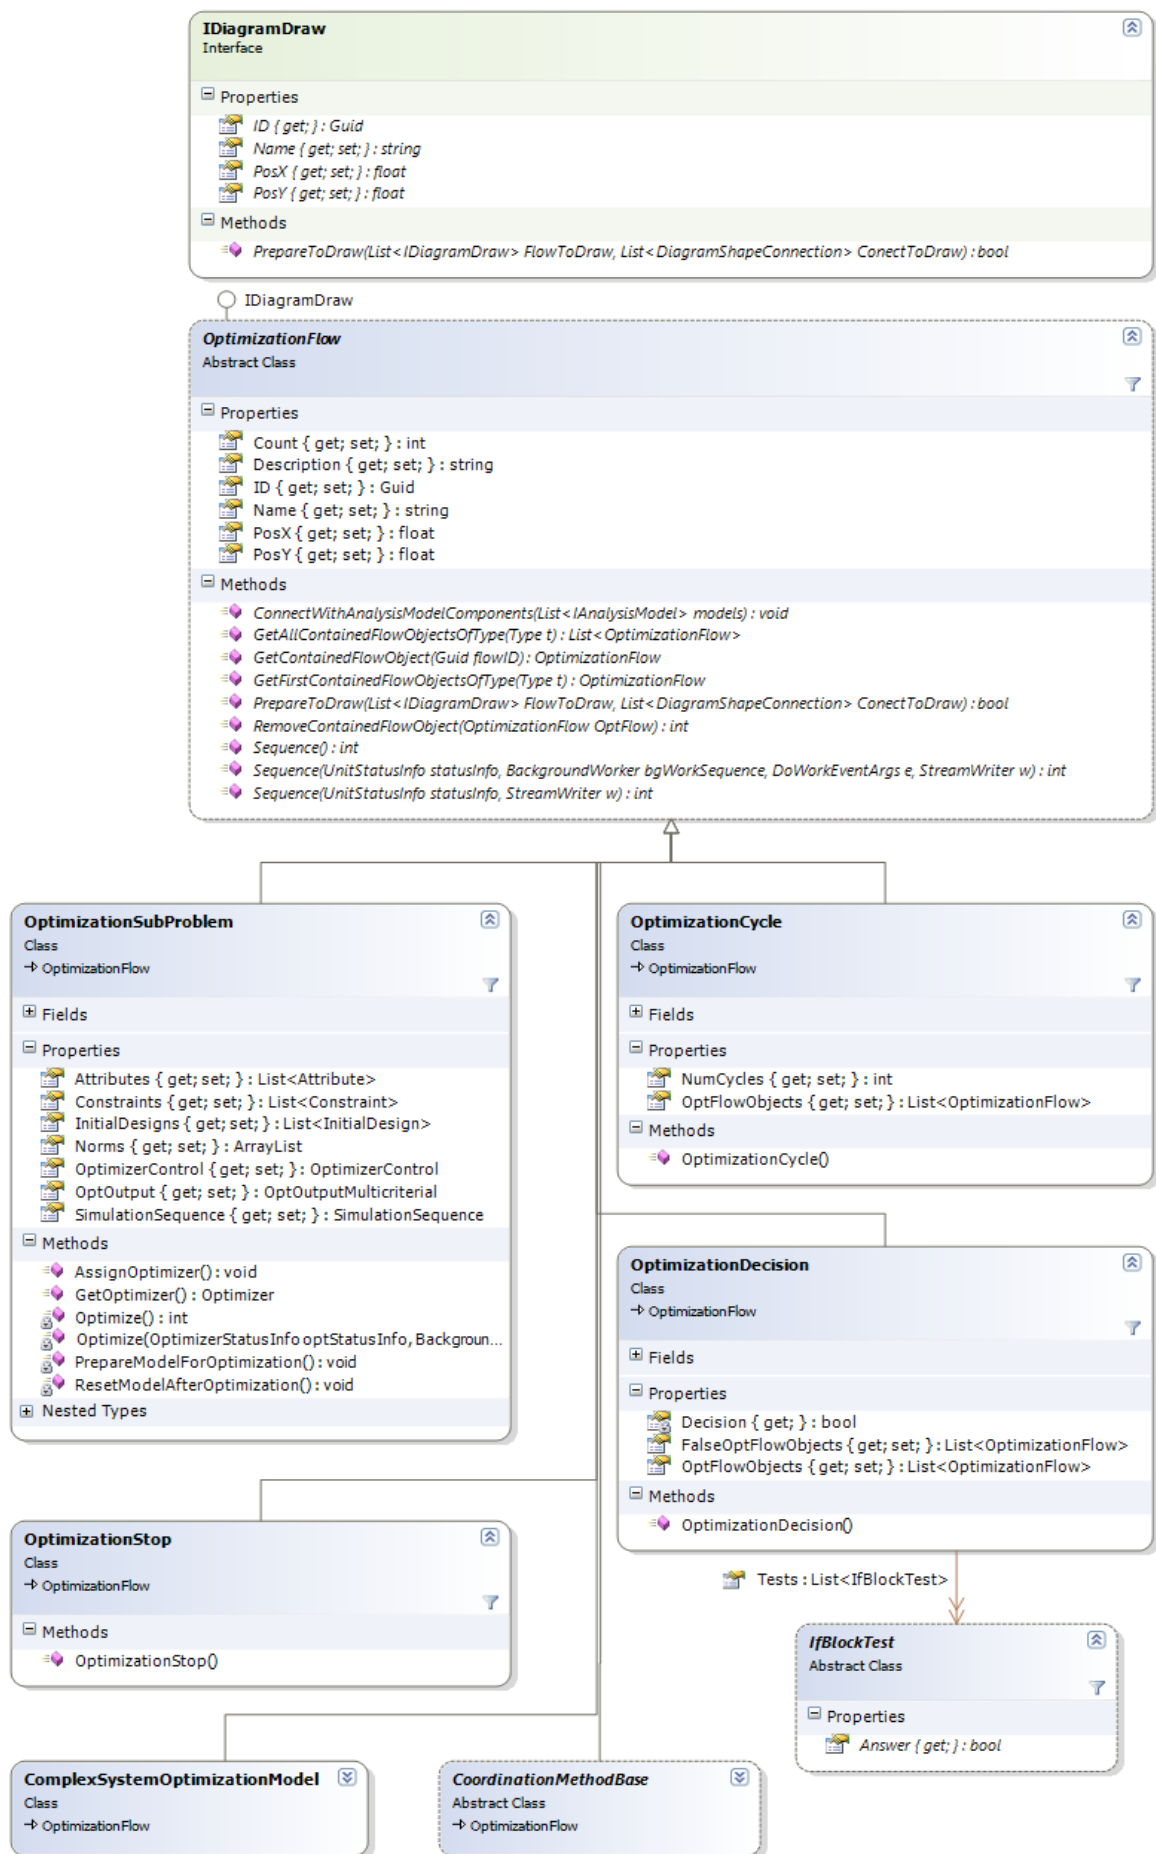 IDiagramDraw
Interface
Properties
ID { get; } : Guid
Name { get; set; } : string
PosX { get; set; } : float
PosY { get; set; } : float
Methods
PrepareToDraw(List<IDiagramDraw> FlowToDraw, List<DiagramShapeConnection> ConectToDraw) : bool
IDiagramDraw
OptimizationFlow
Abstract Class
Properties
Count { get; set; } : int
Description { get; set; } : string
ID { get; set; } : Guid
Name { get; set; } : string
PosX { get; set; } : float
PosY { get; set; } : float
Methods
ConnectWithAnalysisModelComponents(List<IAnalysisModel> models) : void
GetAllContainedFlowObjectsOfType(Type t) : List<OptimizationFlow>
GetContainedFlowObject(Guid flowID) : OptimizationFlow
GetFirstContainedFlowObjectsOfType(Type t) : OptimizationFlow
PrepareToDraw(List<IDiagramDraw> FlowToDraw, List<DiagramShapeConnection> ConectToDraw) : bool
RemoveContainedFlowObject(OptimizationFlow OptFlow) : int
Sequence() : int
Sequence(UnitStatusInfo statusInfo, BackgroundWorker bgWorkSequence, DoWorkEventArgs e, StreamWriter w) : int
Sequence(UnitStatusInfo statusInfo, StreamWriter w) : int
OptimizationSubProblem
Class
OptimizationFlow
Fields
Properties
Attributes { get; set; } : List<Attribute>
Constraints { get; set; } : List<Constraint>
InitialDesigns { get; set; } : List<InitialDesign>
Norms { get; set; } : ArrayList
OptimizerControl { get; set; } : OptimizerControl
OptOutput { get; set; } : OptOutputMulticriterial
SimulationSequence { get; set; } : SimulationSequence
Methods
AssignOptimizer() : void
GetOptimizer() : Optimizer
Optimize() : int
Optimize(OptimizerStatusInfo optStatusInfo, Backgroun...
PrepareModelForOptimization() : void
ResetModelAfterOptimization() : void
Nested Types
OptimizationCycle
Class
OptimizationFlow
Fields
Properties
NumCycles { get; set; } : int
OptFlowObjects { get; set; } : List<OptimizationFlow>
Methods
OptimizationCycle()
OptimizationDecision
Class
OptimizationFlow
Fields
Properties
Decision { get; } : bool
FalseOptFlowObjects { get; set; } : List<OptimizationFlow>
OptFlowObjects { get; set; } : List<OptimizationFlow>
Methods
OptimizationDecision()
Tests : List<IfBlockTest>
OptimizationStop
Class
OptimizationFlow
Methods
OptimizationStop()
IfBlockTest
Abstract Class
Properties
Answer { get; } : bool
ComplexSystemOptimizationModel
Class
OptimizationFlow
CoordinationMethodBase
Abstract Class
OptimizationFlow